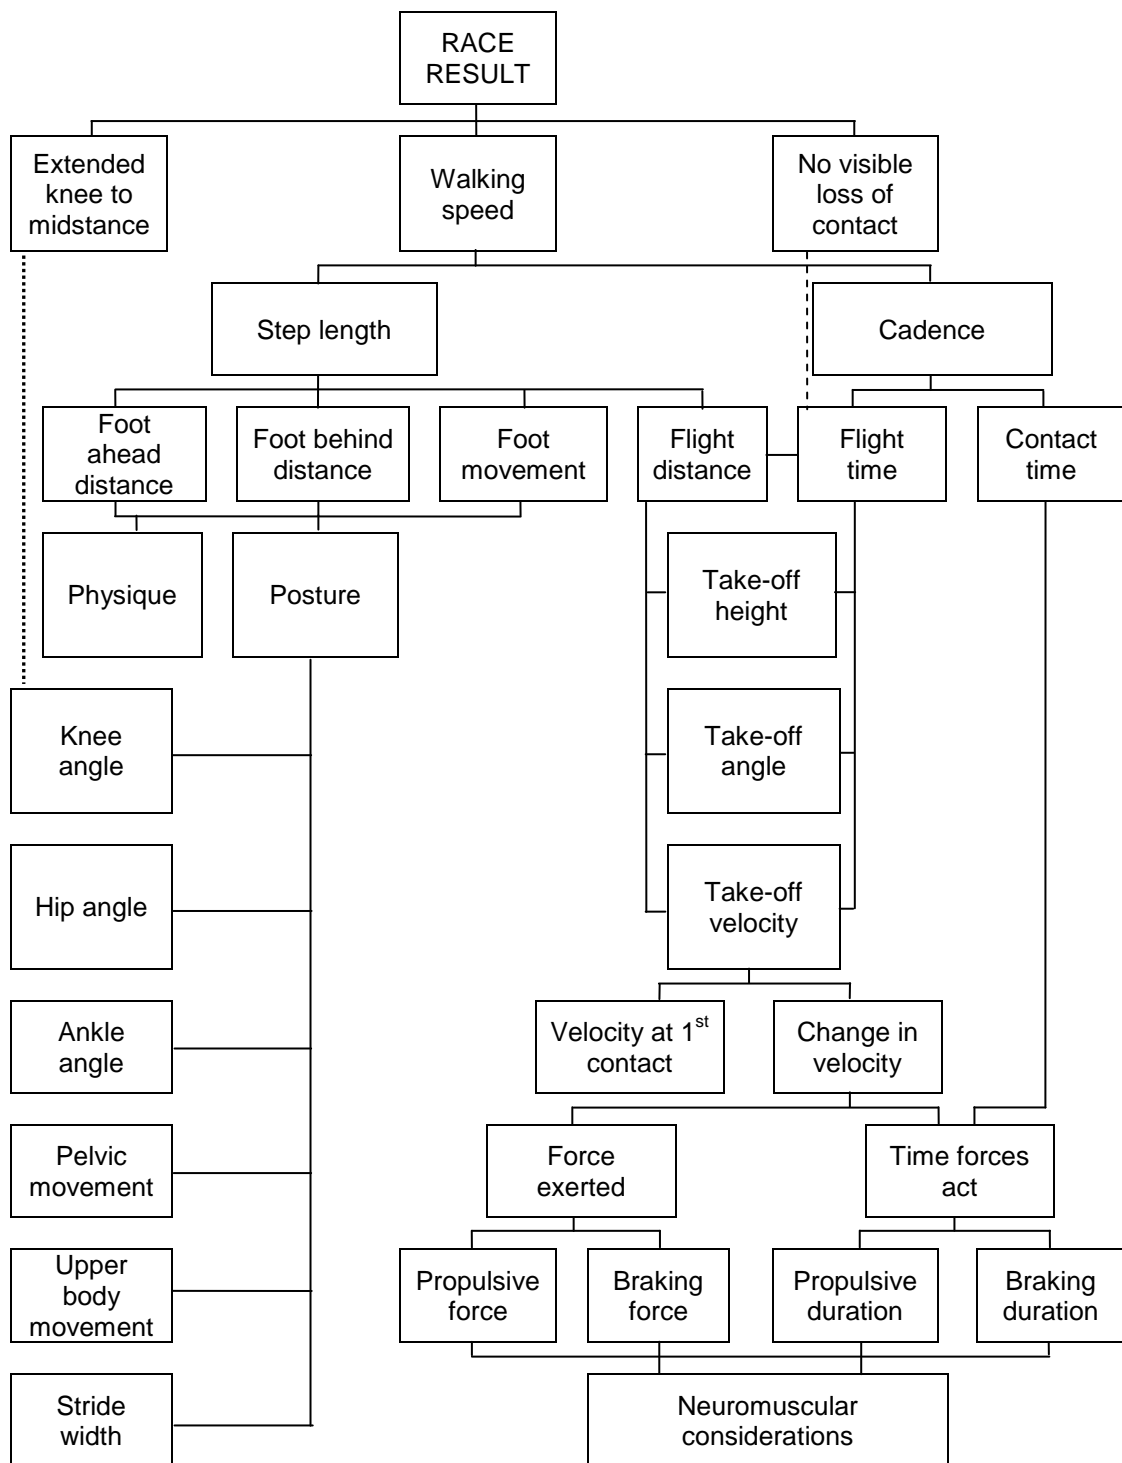 RACE
RESULT
Extended
knee to
midstance
Walking
speed
No visible
loss of
contact
Step length
Cadence
Foot
ahead
distance
Foot behind
distance
Foot
movement
Flight
distance
Flight
time
Contact
time
Physique
Posture
Take-off
height
Knee
angle
Take-off
angle
Hip angle
Take-off
velocity
Ankle
angle
Velocity at 1st
contact
Change in
velocity
Pelvic
movement
Force
exerted
Time forces
act
Upper
body
movement
Propulsive
force
Braking
force
Propulsive
duration
Braking
duration
Stride
width
Neuromuscular
considerations